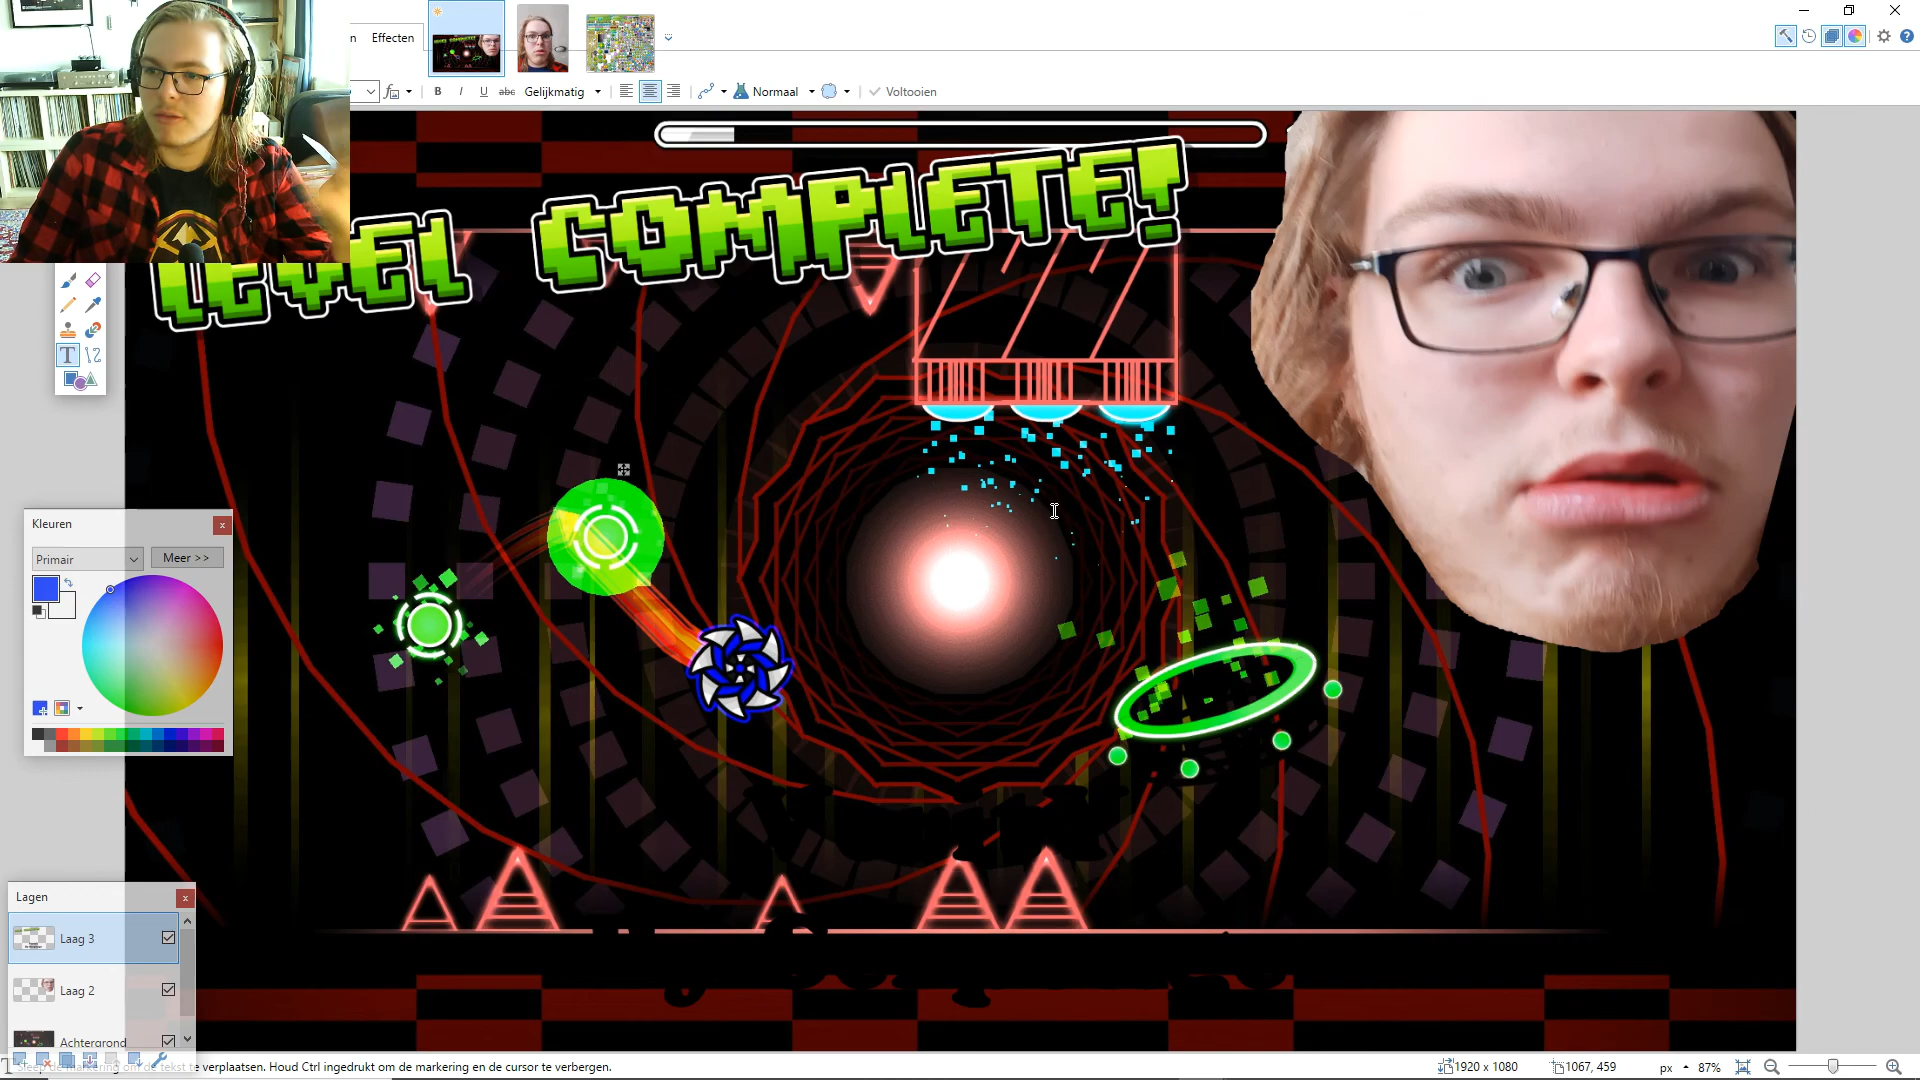 Effecten
B I U abc Gelijkmatig Normaal Voltooien
LEVEL COMPLETE!
T
Kleuren
Primair Meer >>
Lagen
Laag 3
Laag 2
Achtergrond
verplaatsen. Houd Ctrl ingedrukt om de markering en de cursor te verbergen. 1920 x 1080 1067, 459 px 87%